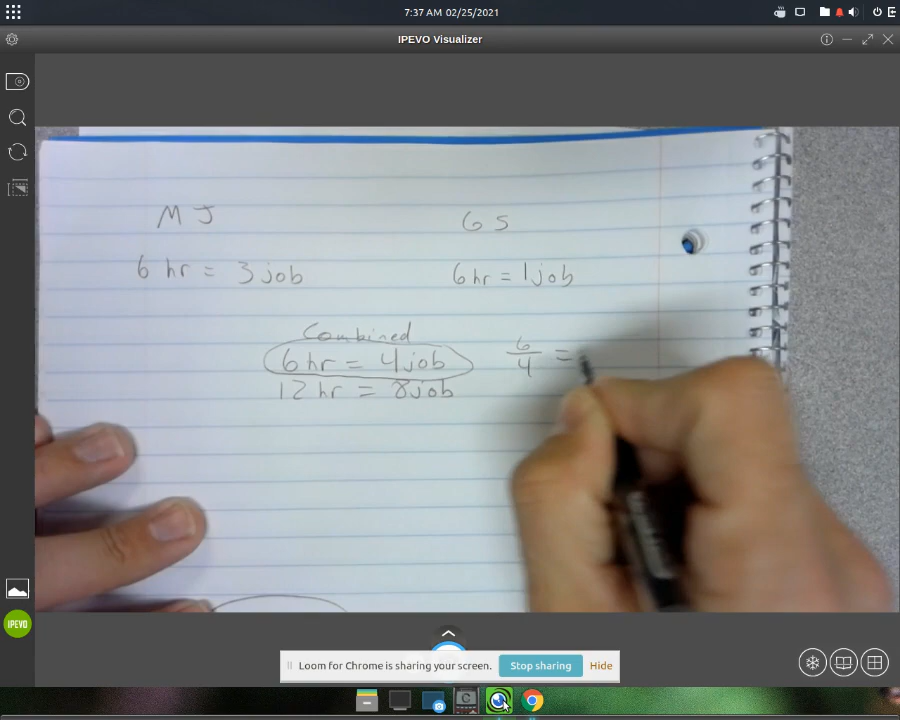 7:37 AM 02/25/2021
IPEVO Visualizer
M J
G S
6 hr = 3 job
6 hr = 1 job
Combined
6 hr = 4 job
6/4 =
12 hr = 8 job
IPEVO
Loom for Chrome is sharing your screen.
Stop sharing
Hide